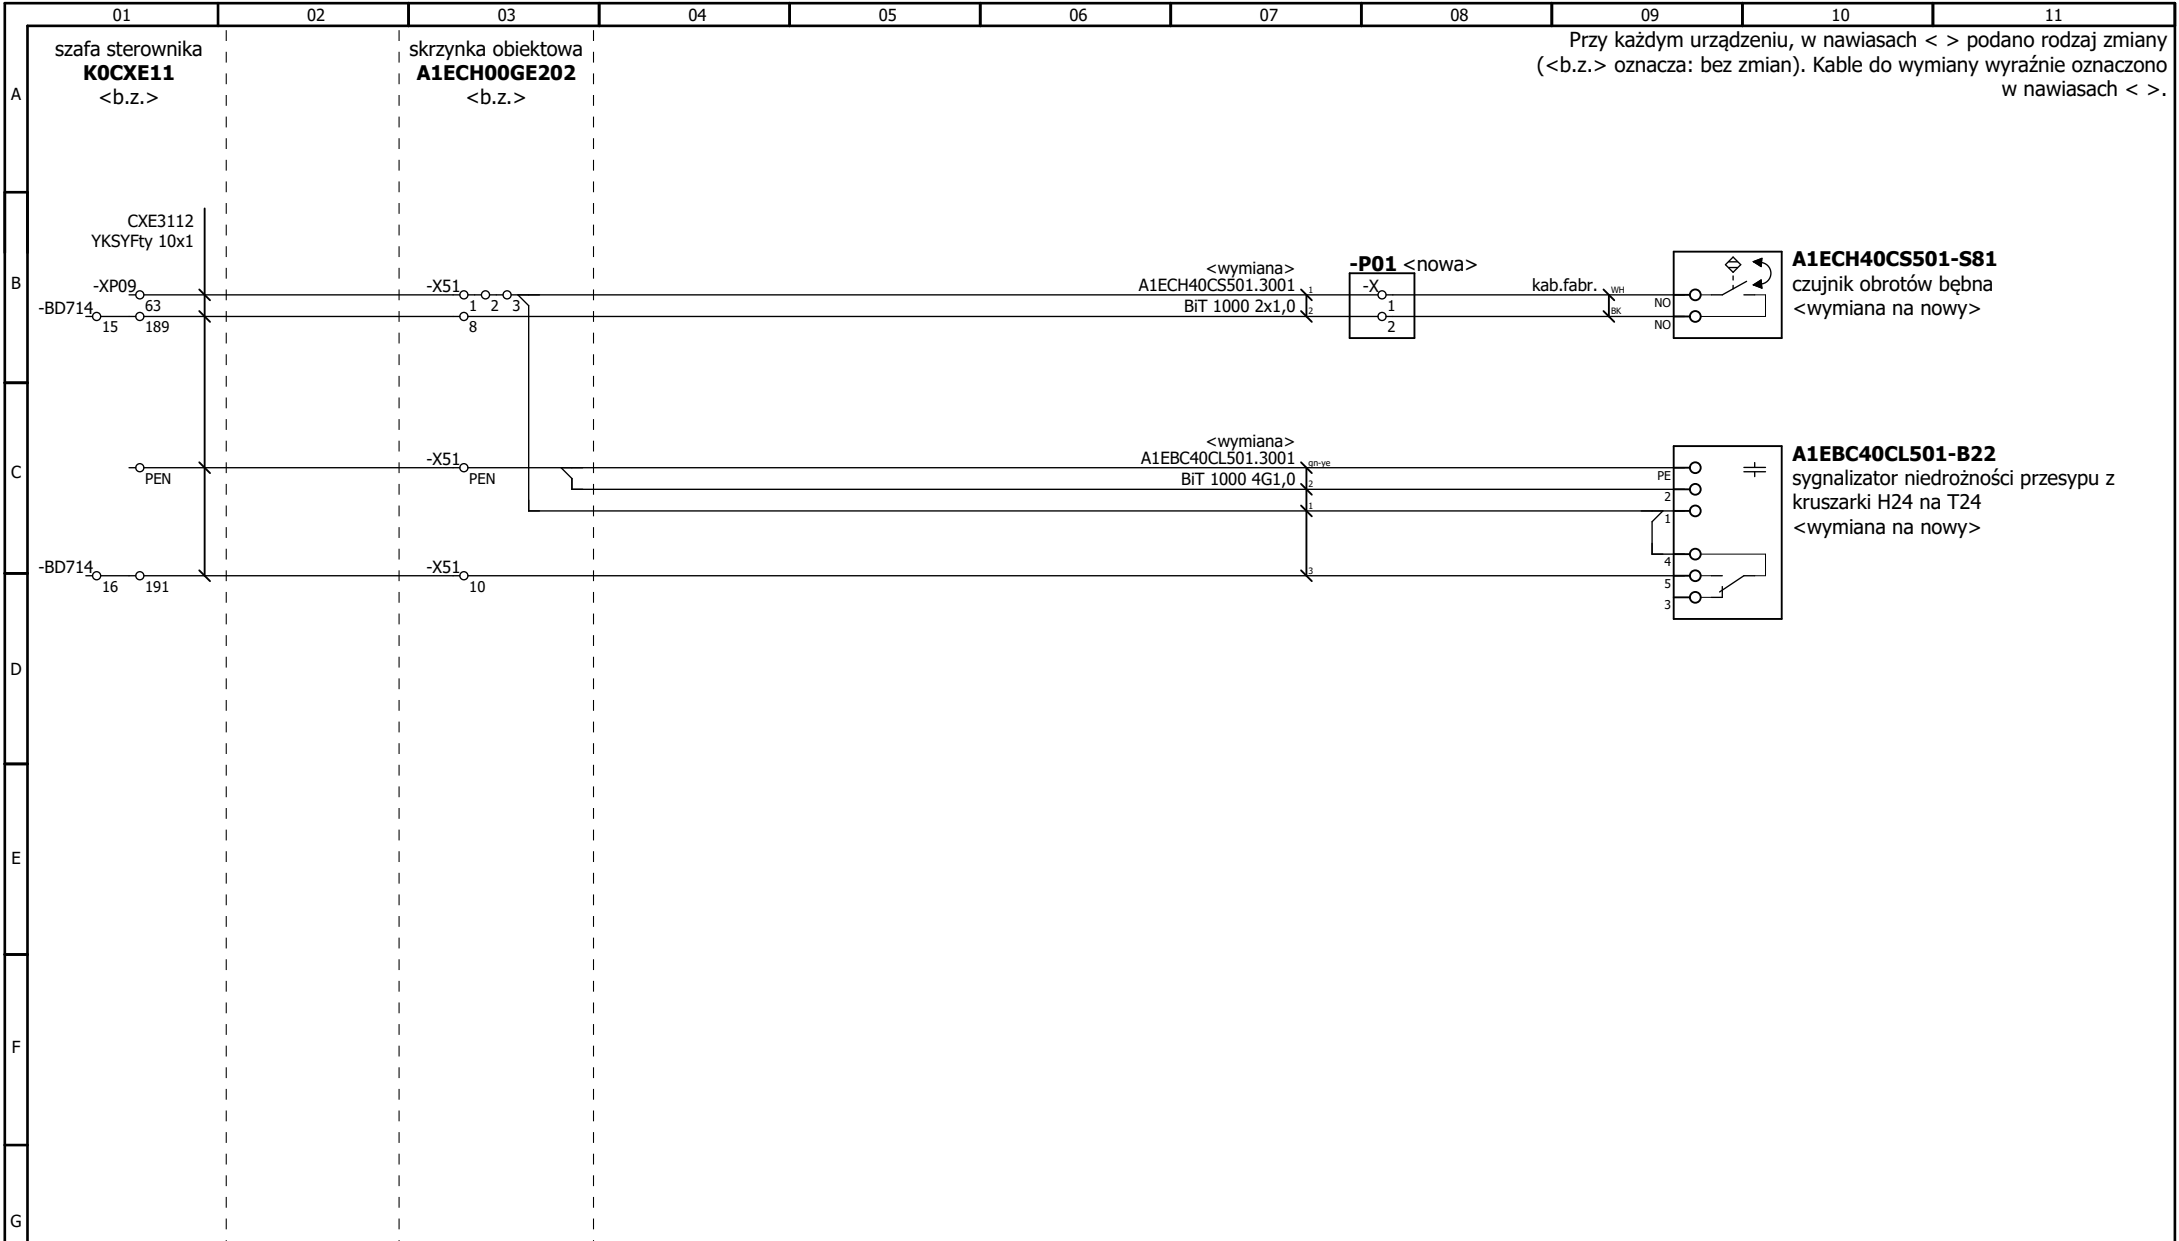 01 02 03 04 05 06 07 08 09 10 11
szafa sterownika
K0CXE11
<b.z.>
skrzynka obiektowa
A1ECH00GE202
<b.z.>
Przy każdym urządzeniu, w nawiasach < > podano rodzaj zmiany
(<b.z.> oznacza: bez zmian). Kable do wymiany wyraźnie oznaczono
w nawiasach < >.
A
CXE3112
YKSYFty 10x1
B
-XP09
63
-BD714
15 189
-X51
1 2 3
8
<wymiana>
A1ECH40CS501.3001
BiT 1000 2x1,0
1
2
-P01 <nowa>
-X
1
2
kab.fabr.
WH
BK
NO
NO
A1ECH40CS501-S81
czujnik obrotów bębna
<wymiana na nowy>
C
PEN
-X51
PEN
<wymiana>
A1EBC40CL501.3001
BiT 1000 4G1,0
gn-ye
2
1
3
PE
2
1
4
5
3
A1EBC40CL501-B22
sygnalizator niedrożności przesypu z
kruszarki H24 na T24
<wymiana na nowy>
-BD714
16 191
-X51
10
D
E
F
G